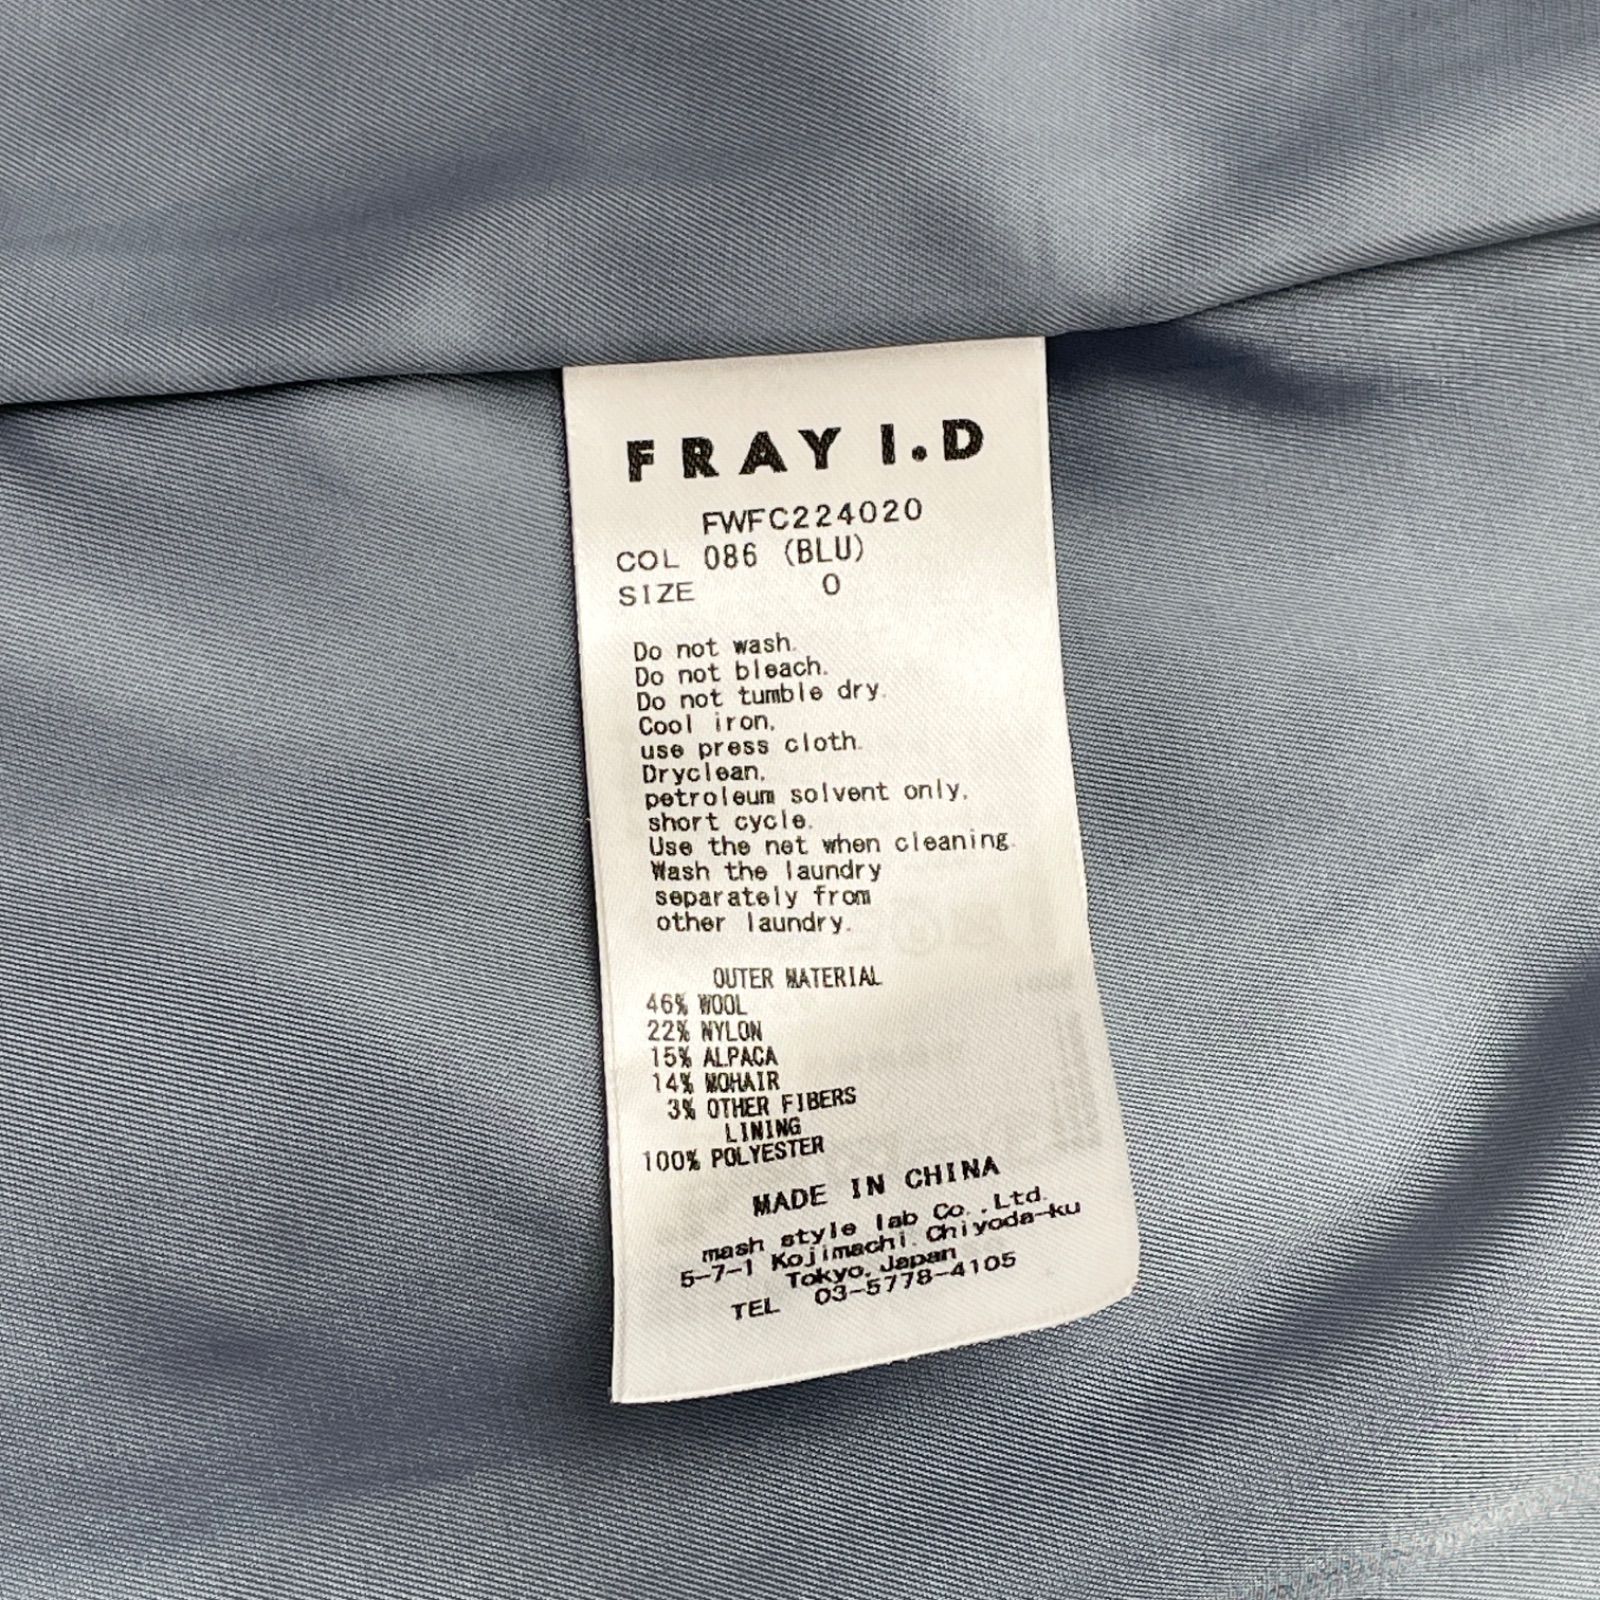 FRAY I.D
FWFC224020
COL 086 (BLU)
SIZE 0
Do not wash.
Do not bleach.
Do not tumble dry.
Cool iron,
use press cloth.
Dryclean,
petroleum solvent only,
short cycle.
Use the net when cleaning.
Wash the laundry
separately from
other laundry.
OUTER MATERIAL
46% WOOL
22% NYLON
15% ALPACA
14% MOHAIR
3% OTHER FIBERS
LINING
100% POLYESTER
MADE IN CHINA
mash style lab Co.,Ltd.
5-7-1 Kojimachi.Chiyoda-ku
Tokyo,Japan
TEL 03-5778-4105